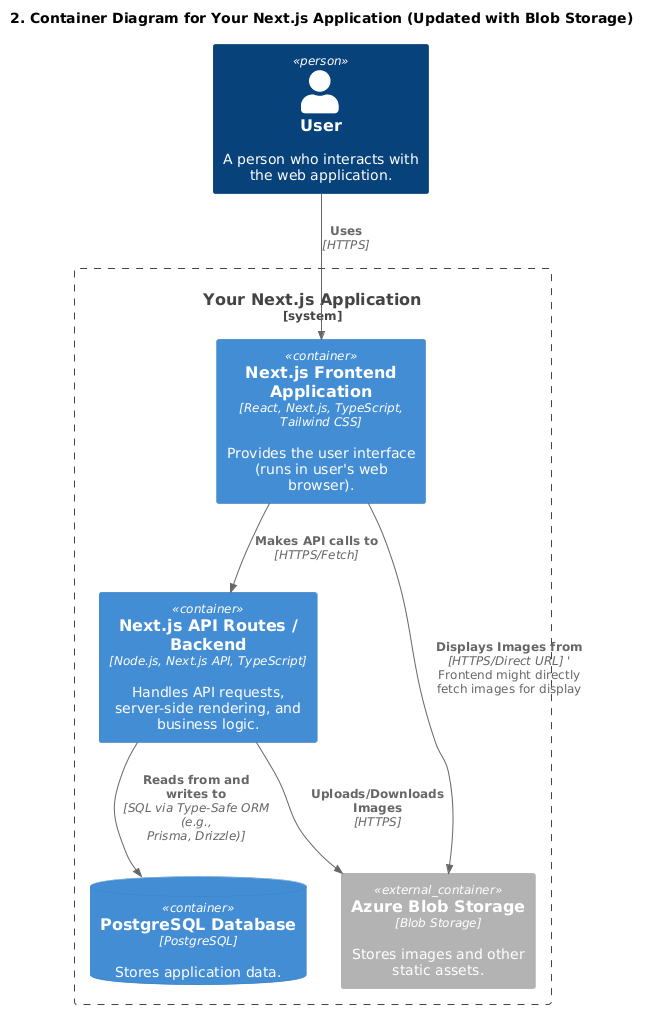 2. Container Diagram for Your Next.js Application (Updated with Blob Storage)
«person»
User
A person who interacts with
the web application.
Uses
[HTTPS]
Your Next.js Application
[system]
«container»
Next.js Frontend
Application
[React, Next.js, TypeScript,
Tailwind CSS]
Provides the user interface
(runs in user's web
browser).
Makes API calls to
[HTTPS/Fetch]
«container»
Next.js API Routes /
Backend
[Node.js, Next.js API, TypeScript]
Handles API requests,
server-side rendering, and
business logic.
Displays Images from
[HTTPS/Direct URL] '
Frontend might directly
fetch images for display
Reads from and
writes to
[SQL via Type-Safe ORM
(e.g.,
Prisma, Drizzle)]
Uploads/Downloads
Images
[HTTPS]
«container»
PostgreSQL Database
[PostgreSQL]
Stores application data.
«external_container»
Azure Blob Storage
[Blob Storage]
Stores images and other
static assets.